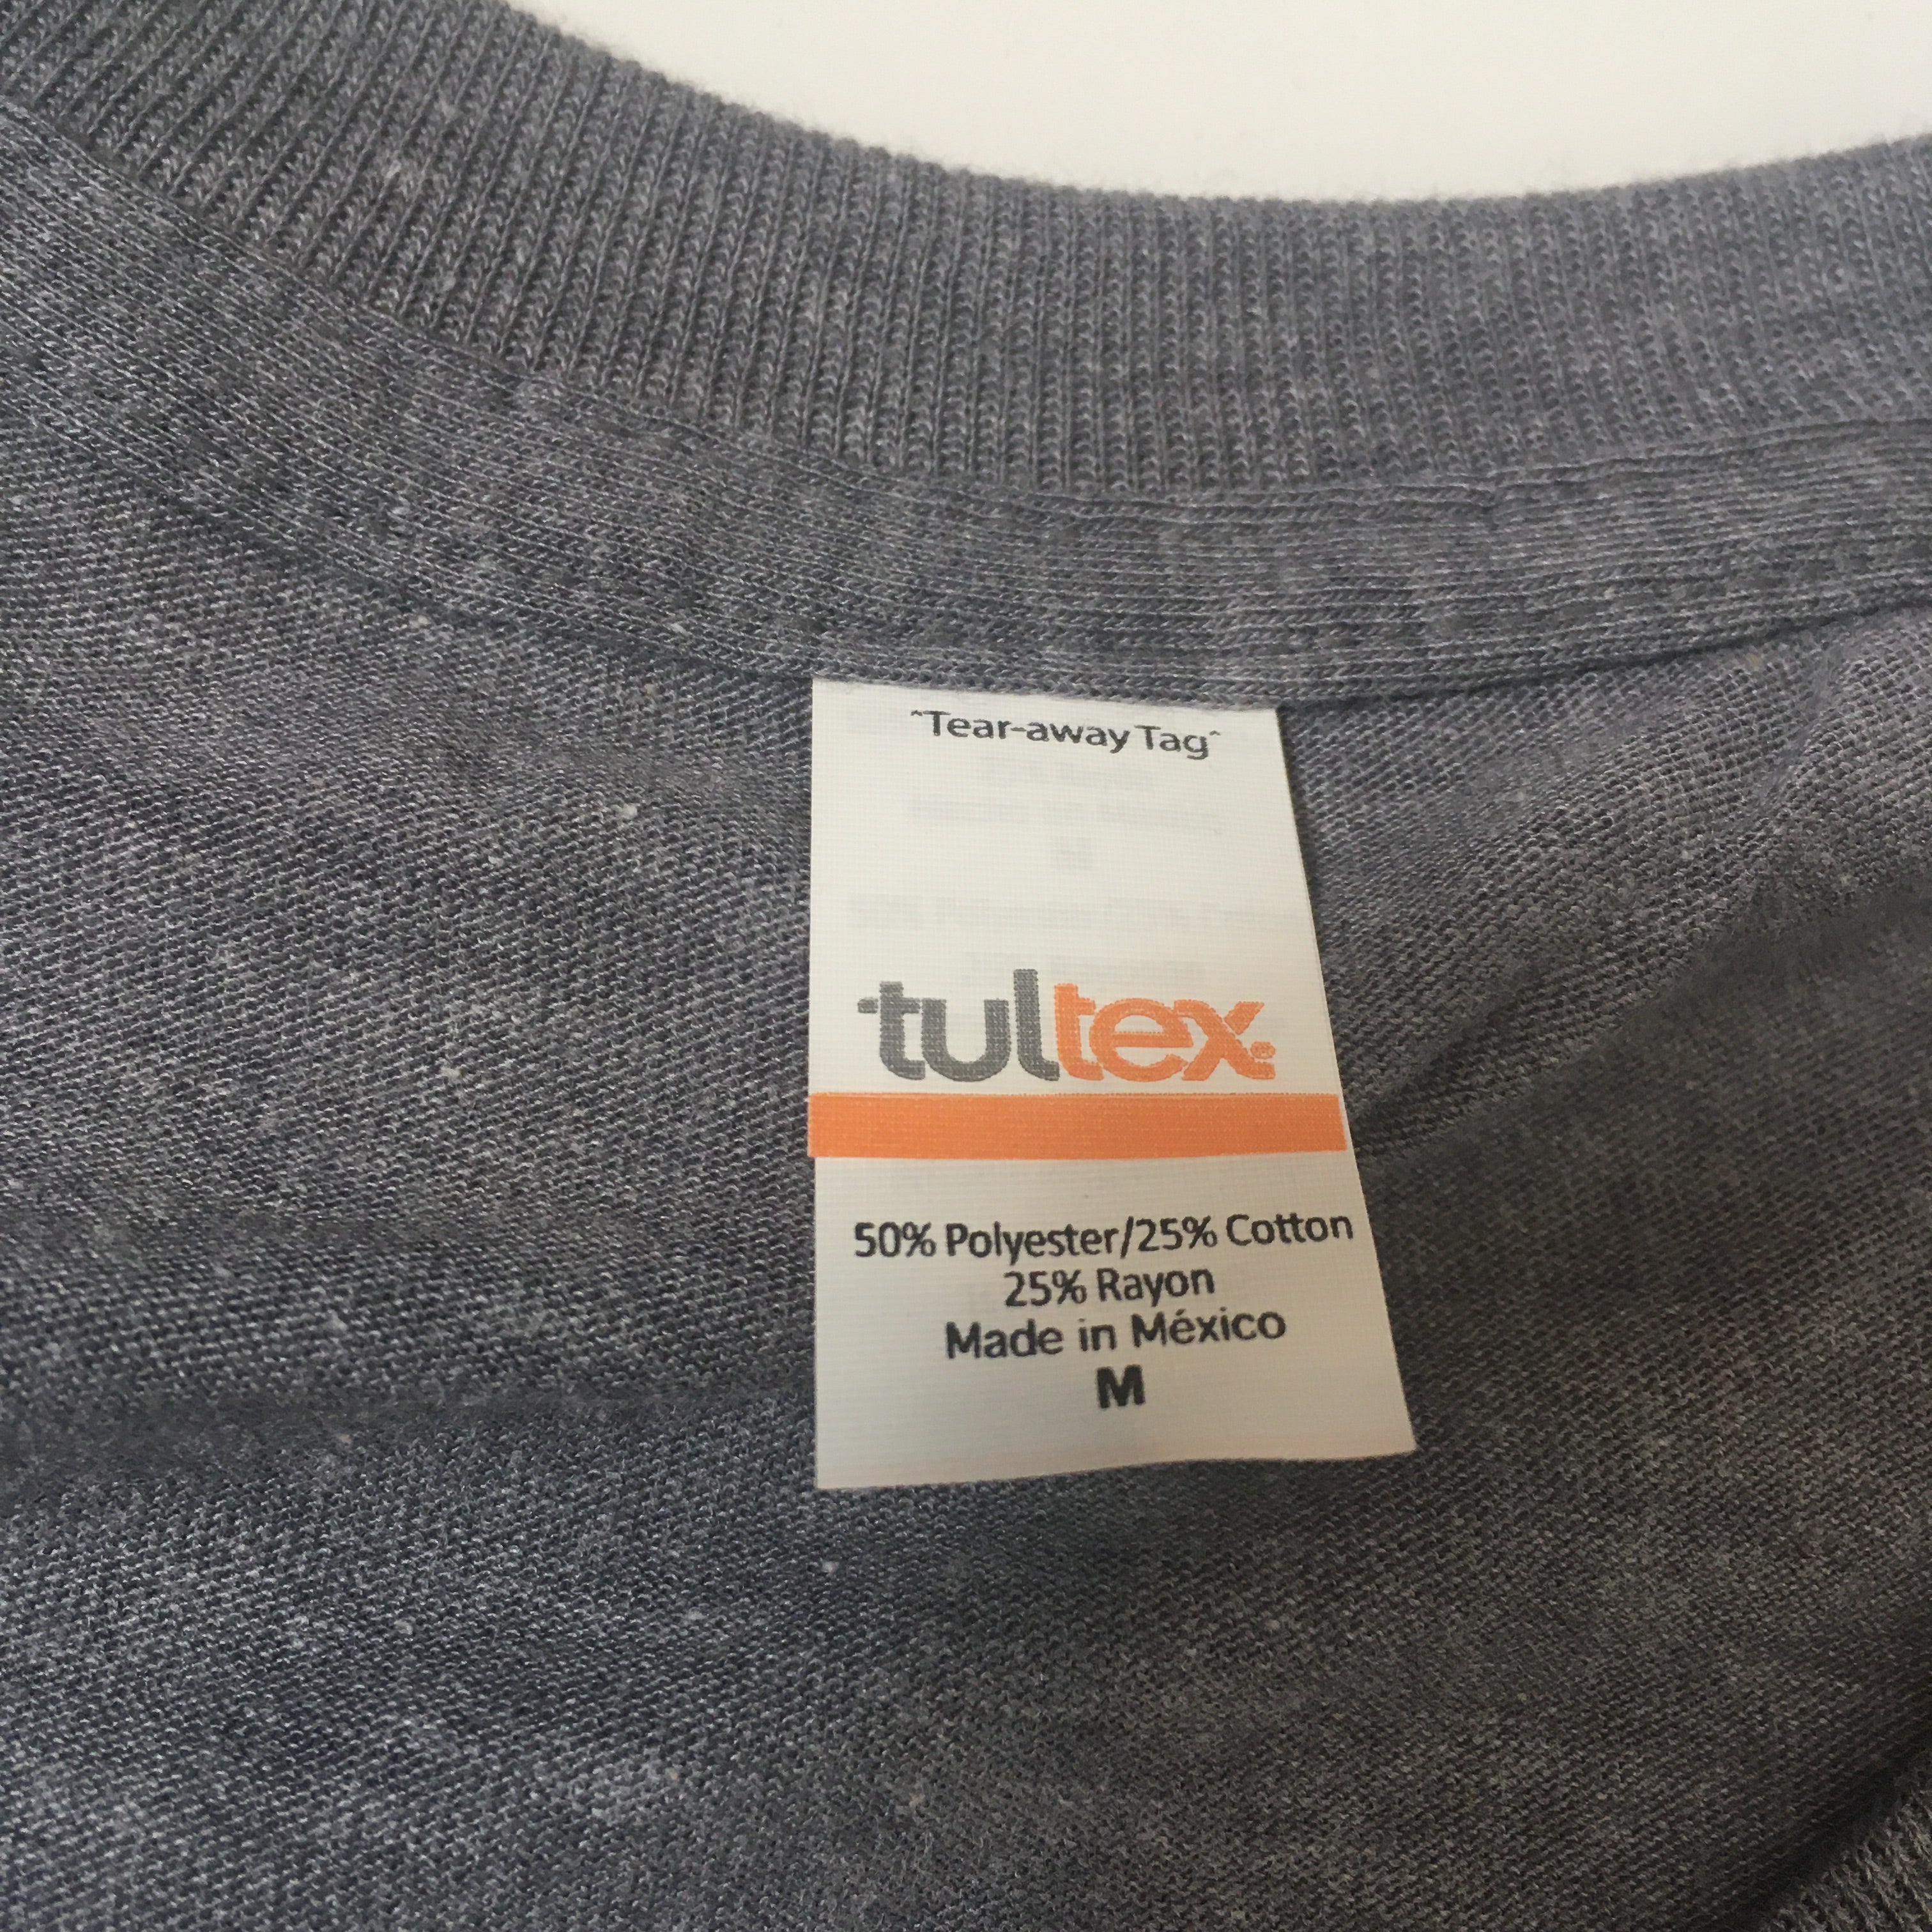 "Tear-away Tag"
tultex®
50% Polyester/25% Cotton
25% Rayon
Made in México
M